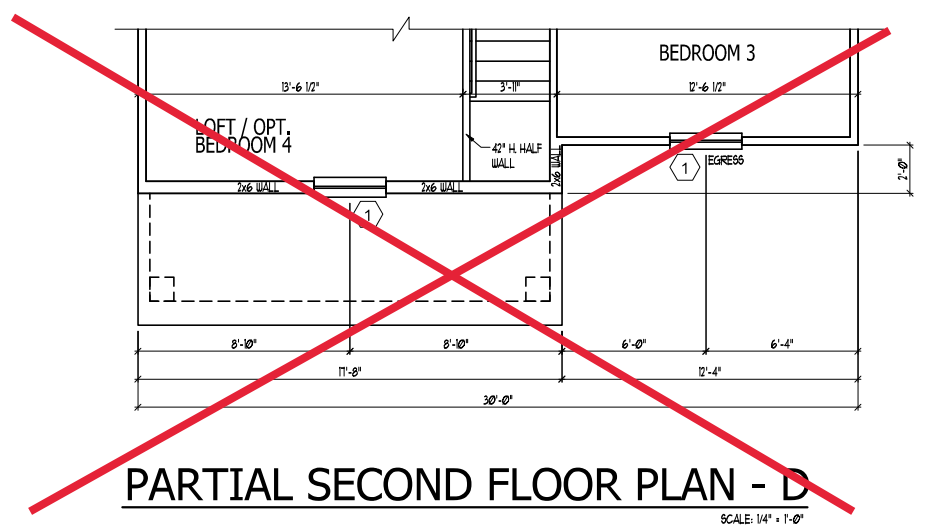 BEDROOM 3
13'-6 1/2"
3'-11"
12'-6 1/2"
LOFT / OPT.
BEDROOM 4
42" H. HALF
WALL
2x6 WALL
EGRESS
1
2'-0"
2x6 WALL
2x6 WALL
1
8'-10"
8'-10"
6'-0"
6'-4"
17'-8"
12'-4"
30'-0"
PARTIAL SECOND FLOOR PLAN - D
SCALE: 1/4" = 1'-0"